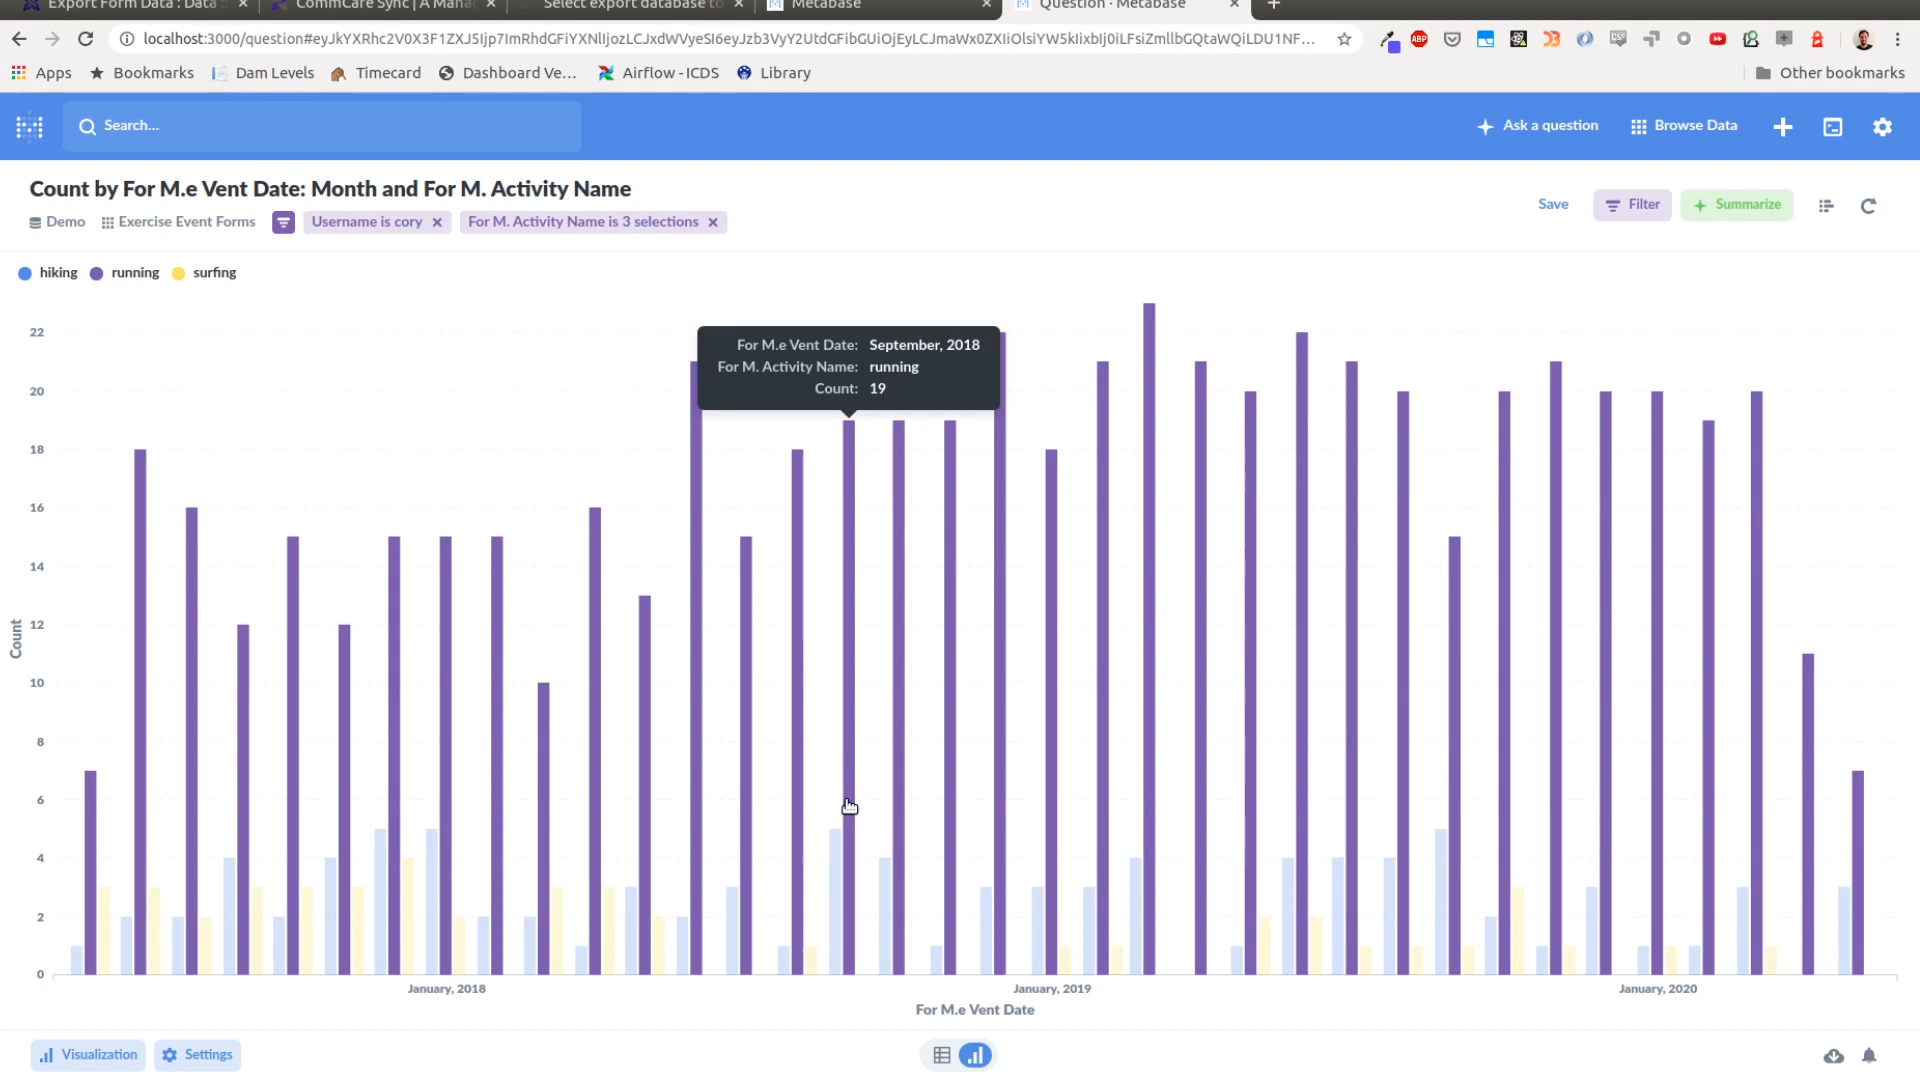 Export Form Data : Data ::
CommCare Sync | A Mana
Select export database to
Metabase
Question · Metabase
Apps
Bookmarks
Dam Levels
Timecard
Dashboard Ve...
Airflow - ICDS
Library
Other bookmarks
Search...
Ask a question
Browse Data
Count by For M.e Vent Date: Month and For M. Activity Name
Demo
Exercise Event Forms
Username is cory
For M. Activity Name is 3 selections
Save
Filter
Summarize
hiking
running
surfing
For M.e Vent Date: September, 2018
For M. Activity Name: running
Count: 19
22
20
18
16
14
12
10
8
6
4
2
0
Count
January, 2018
January, 2019
January, 2020
For M.e Vent Date
Visualization
Settings
ABP